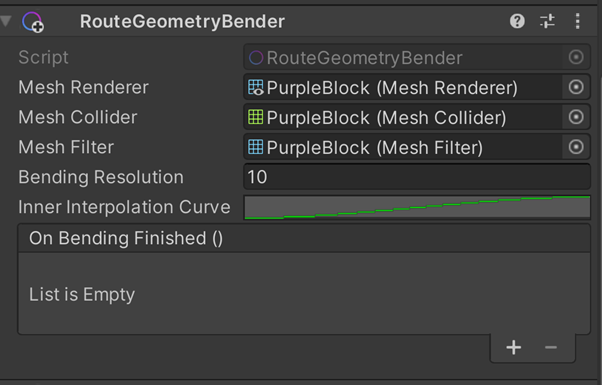 RouteGeometryBender
Script RouteGeometryBender
Mesh Renderer PurpleBlock (Mesh Renderer)
Mesh Collider PurpleBlock (Mesh Collider)
Mesh Filter PurpleBlock (Mesh Filter)
Bending Resolution 10
Inner Interpolation Curve
On Bending Finished ()
List is Empty